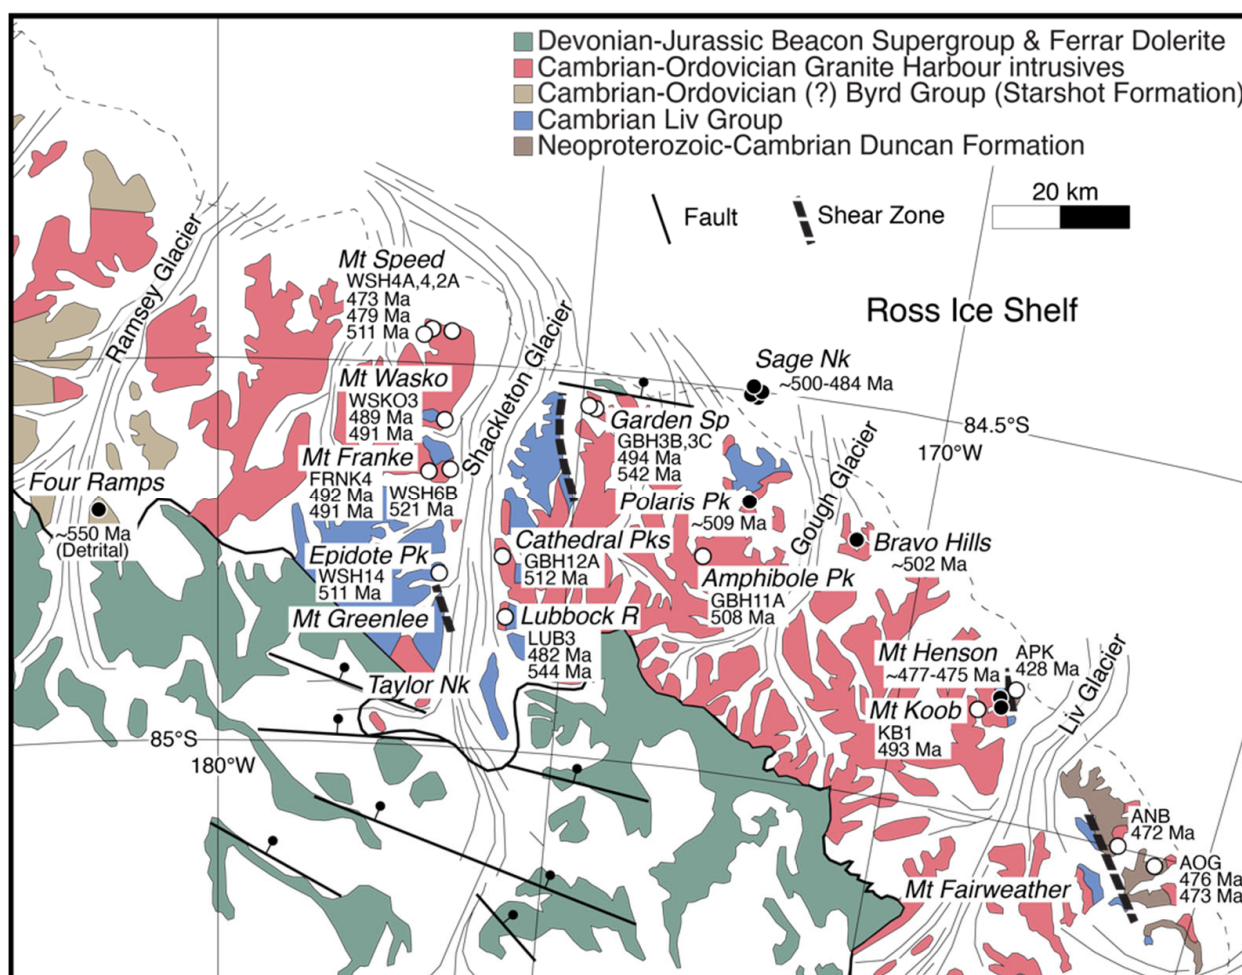 Devonian-Jurassic Beacon Supergroup & Ferrar Dolerite
Cambrian-Ordovician Granite Harbour intrusives
Cambrian-Ordovician (?) Byrd Group (Starshot Formation)
Cambrian Liv Group
Neoproterozoic-Cambrian Duncan Formation
20 km
Fault
Shear Zone
Ross Ice Shelf
Ramsey Glacier
Mt Speed
WSH4A,4,2A
473 Ma
479 Ma
511 Ma
Shackleton Glacier
Mt Wasko
WSKO3
489 Ma
491 Ma
Mt Franke
FRNK4
492 Ma
491 Ma
WSH6B
521 Ma
Four Ramps
~550 Ma
(Detrital)
Epidote Pk
WSH14
511 Ma
Mt Greenlee
Taylor Nk
Garden Sp
GBH3B,3C
494 Ma
542 Ma
Sage Nk
~500-484 Ma
84.5°S
170°W
Polaris Pk
~509 Ma
Gough Glacier
Cathedral Pks
GBH12A
512 Ma
Bravo Hills
~502 Ma
Amphibole Pk
GBH11A
508 Ma
Lubbock R
LUB3
482 Ma
544 Ma
Mt Henson
~477-475 Ma
APK
428 Ma
Mt Koob
KB1
493 Ma
Liv Glacier
85°S
180°W
ANB
472 Ma
AOG
476 Ma
473 Ma
Mt Fairweather